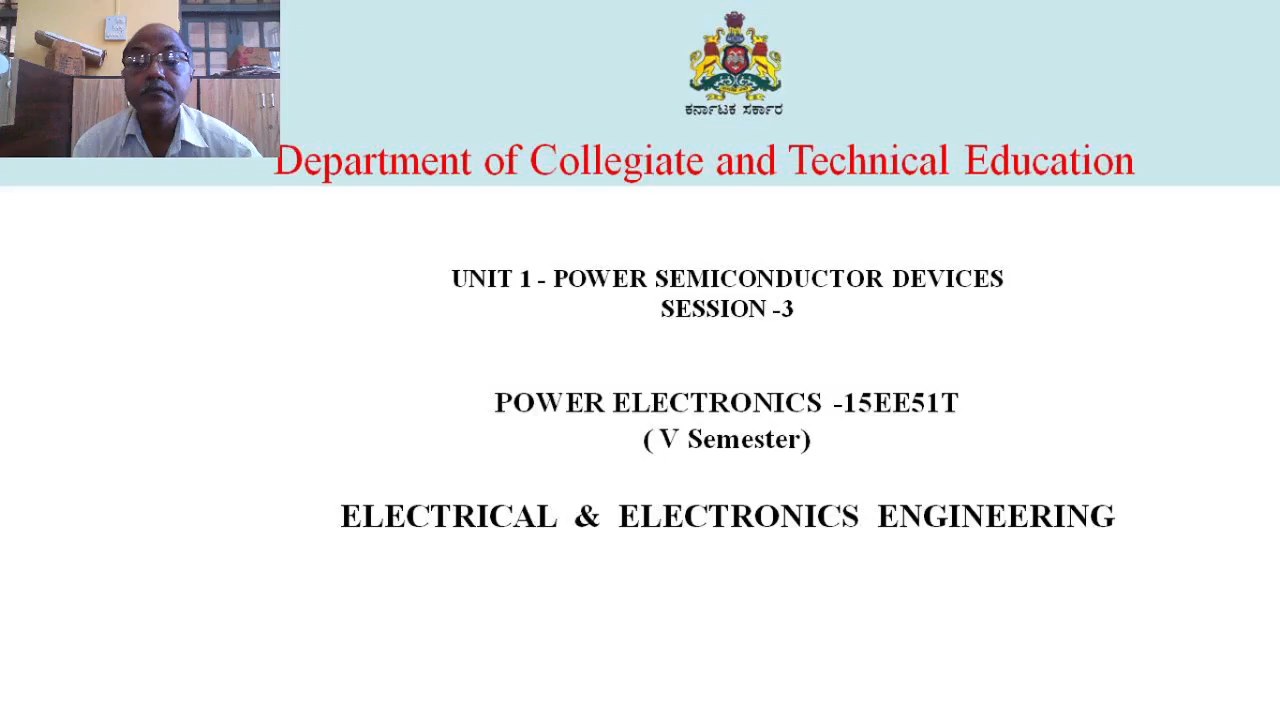 ಕರ್ನಾಟಕ ಸರ್ಕಾರ
Department of Collegiate and Technical Education
UNIT 1 - POWER SEMICONDUCTOR DEVICES
SESSION -3
POWER ELECTRONICS -15EE51T
( V Semester)
ELECTRICAL & ELECTRONICS ENGINEERING